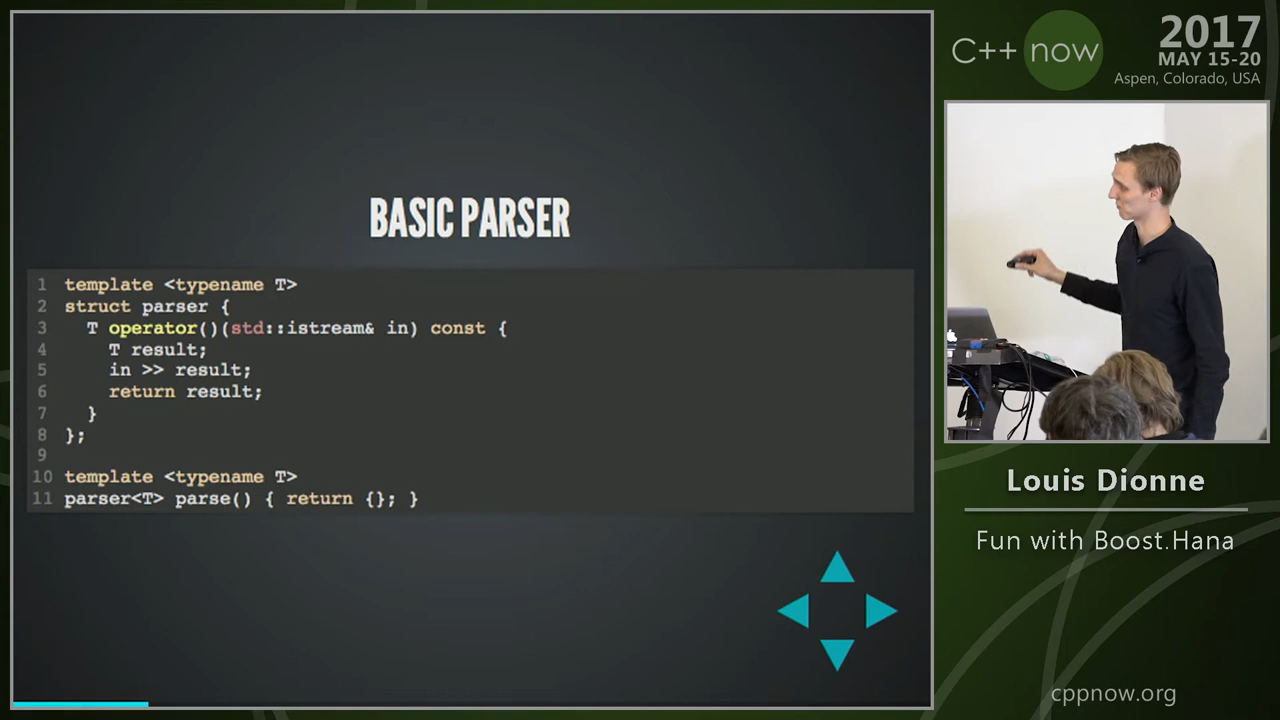 BASIC PARSER
1 template <typename T>
2 struct parser {
3 T operator()(std::istream& in) const {
4 T result;
5 in >> result;
6 return result;
7 }
8 };
9
10 template <typename T>
11 parser<T> parse() { return {}; }
C++ now
2017
MAY 15-20
Aspen, Colorado, USA
Louis Dionne
Fun with Boost.Hana
cppnow.org